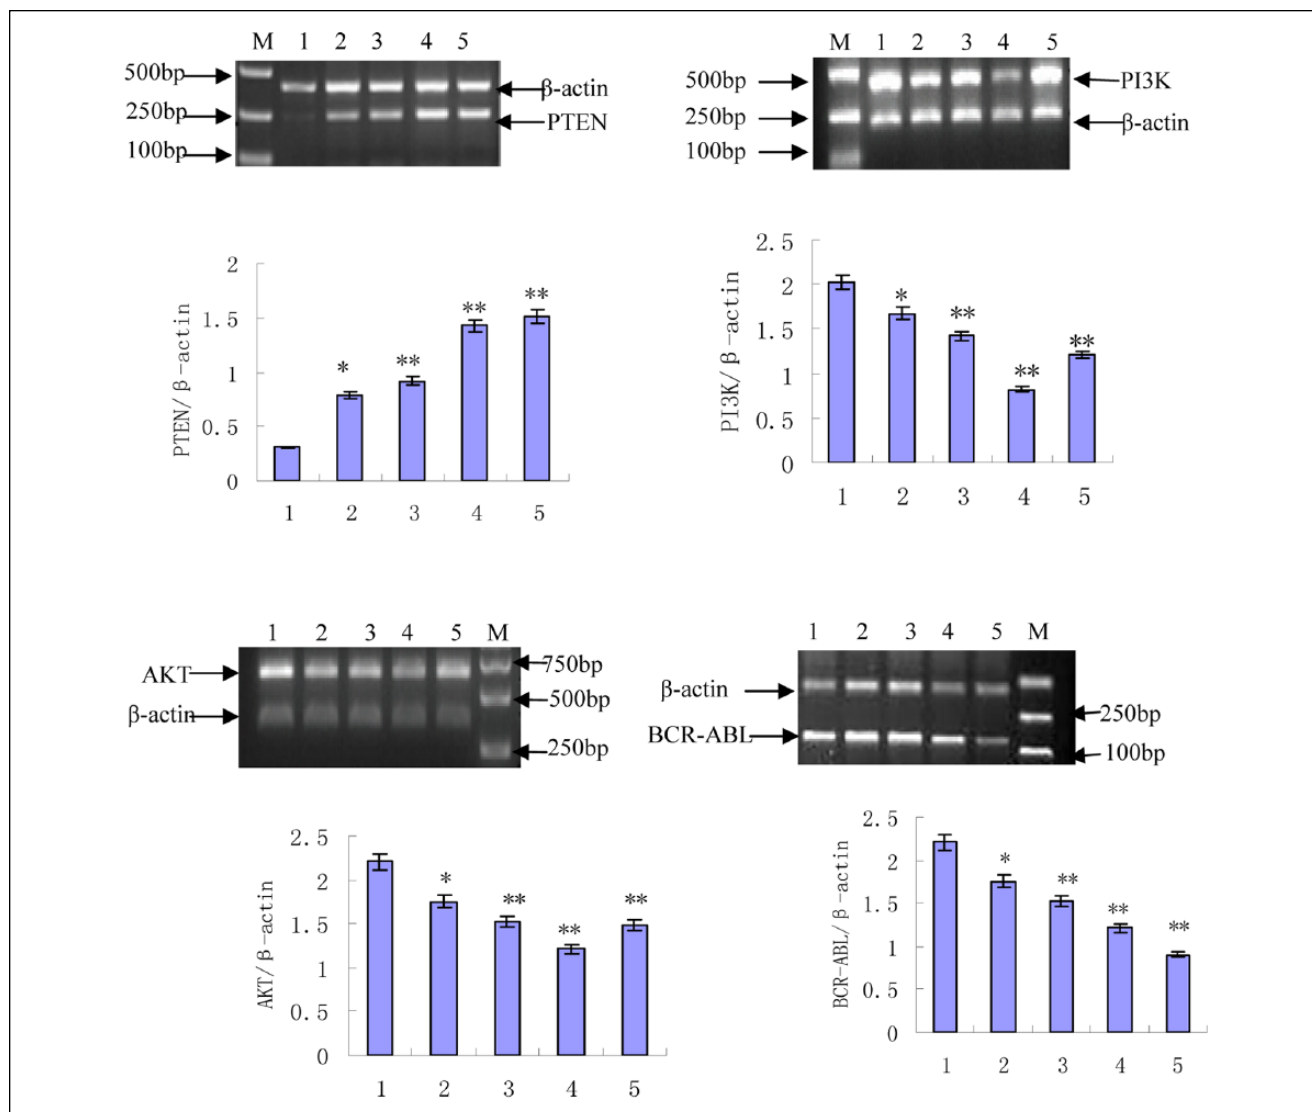 M 1 2 3 4 5
500bp
250bp
100bp
β-actin
PTEN
M 1 2 3 4 5
500bp
250bp
100bp
PI3K
β-actin
PTEN/β-actin
2
1.5
1
0.5
0
* ** ** **
1 2 3 4 5
PI3K/β-actin
2.5
2
1.5
1
0.5
0
* ** ** **
1 2 3 4 5
1 2 3 4 5 M
AKT
β-actin
750bp
500bp
250bp
1 2 3 4 5 M
β-actin
BCR-ABL
250bp
100bp
AKT/β-actin
2.5
2
1.5
1
0.5
0
* ** ** **
1 2 3 4 5
BCR-ABL/β-actin
2.5
2
1.5
1
0.5
0
* ** ** **
1 2 3 4 5